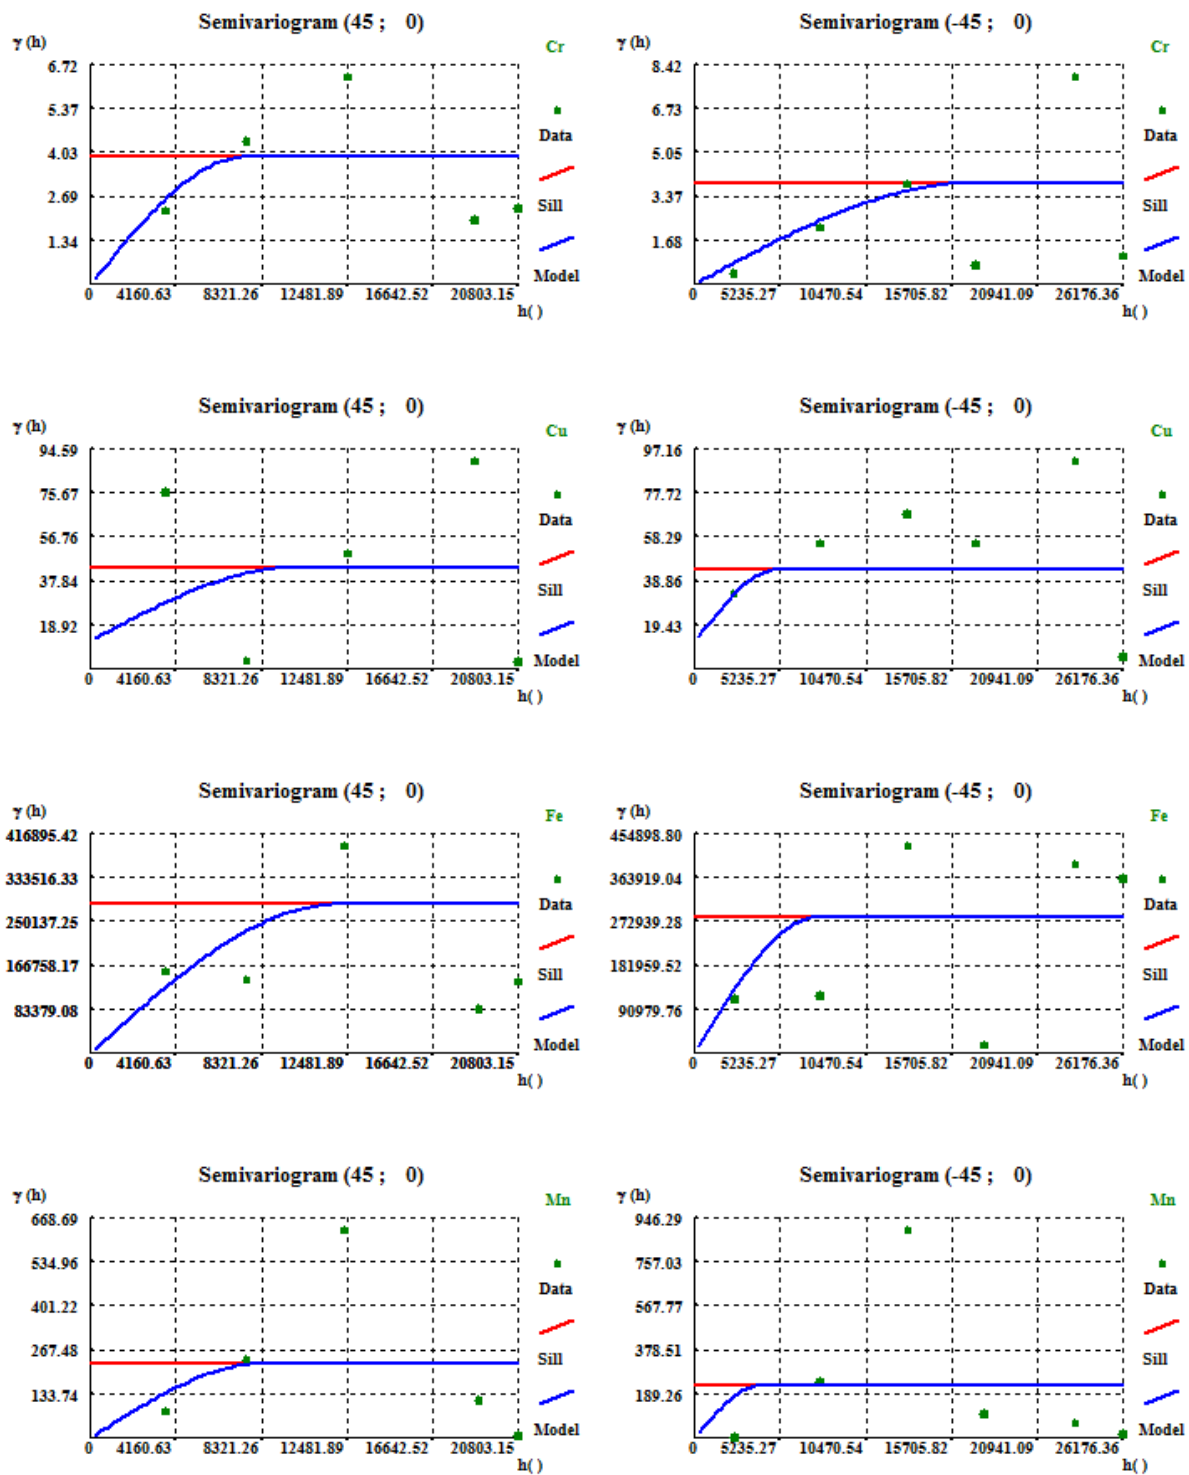 Semivariogram (45 ; 0)
γ (h)
Cr
6.72
5.37
4.03
2.69
1.34
Data
Sill
Model
0 4160.63 8321.26 12481.89 16642.52 20803.15
h( )
Semivariogram (-45 ; 0)
γ (h)
Cr
8.42
6.73
5.05
3.37
1.68
Data
Sill
Model
0 5235.27 10470.54 15705.82 20941.09 26176.36
h( )
Semivariogram (45 ; 0)
γ (h)
Cu
94.59
75.67
56.76
37.84
18.92
Data
Sill
Model
0 4160.63 8321.26 12481.89 16642.52 20803.15
h( )
Semivariogram (-45 ; 0)
γ (h)
Cu
97.16
77.72
58.29
38.86
19.43
Data
Sill
Model
0 5235.27 10470.54 15705.82 20941.09 26176.36
h( )
Semivariogram (45 ; 0)
γ (h)
Fe
416895.42
333516.33
250137.25
166758.17
83379.08
Data
Sill
Model
0 4160.63 8321.26 12481.89 16642.52 20803.15
h( )
Semivariogram (-45 ; 0)
γ (h)
Fe
454898.80
363919.04
272939.28
181959.52
90979.76
Data
Sill
Model
0 5235.27 10470.54 15705.82 20941.09 26176.36
h( )
Semivariogram (45 ; 0)
γ (h)
Mn
668.69
534.96
401.22
267.48
133.74
Data
Sill
Model
0 4160.63 8321.26 12481.89 16642.52 20803.15
h( )
Semivariogram (-45 ; 0)
γ (h)
Mn
946.29
757.03
567.77
378.51
189.26
Data
Sill
Model
0 5235.27 10470.54 15705.82 20941.09 26176.36
h( )